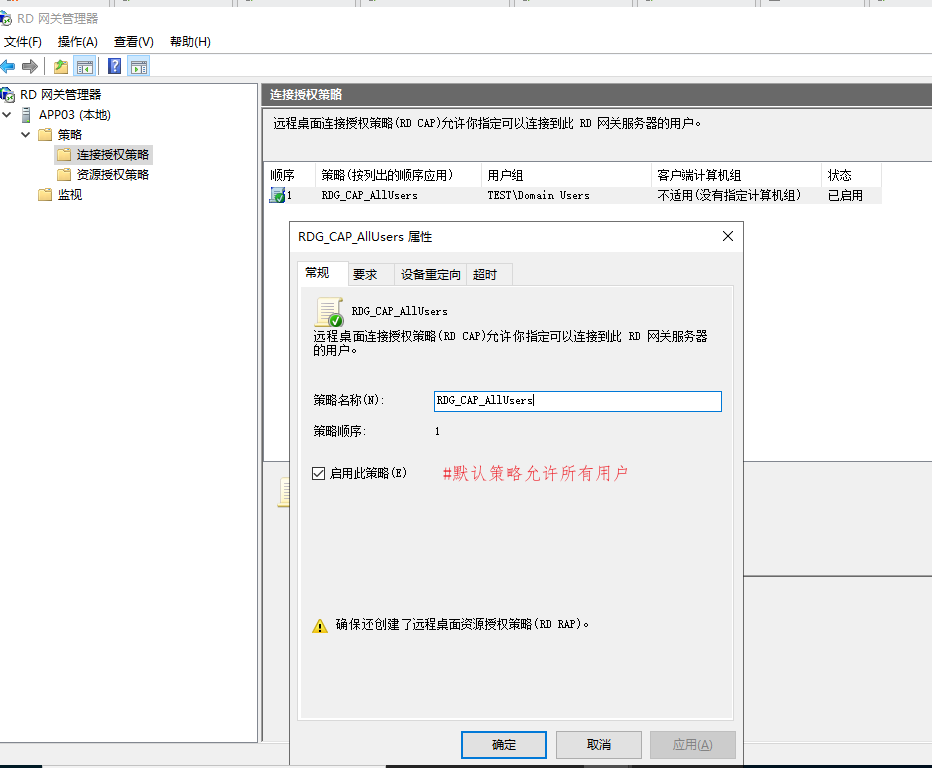 RD 网关管理器
文件(F) 操作(A) 查看(V) 帮助(H)
RD 网关管理器
APP03 (本地)
策略
连接授权策略
资源授权策略
监视
连接授权策略
远程桌面连接授权策略(RD CAP)允许你指定可以连接到此 RD 网关服务器的用户。
顺序 策略(按列出的顺序应用) 用户组 客户端计算机组 状态
1 RDG_CAP_AllUsers TEST\Domain Users 不适用(没有指定计算机组) 已启用
RDG_CAP_AllUsers 属性
常规 要求 设备重定向 超时
RDG_CAP_AllUsers
远程桌面连接授权策略(RD CAP)允许你指定可以连接到此 RD 网关服务器
的用户。
策略名称(N): RDG_CAP_AllUsers
策略顺序: 1
启用此策略(E) #默认策略允许所有用户
确保还创建了远程桌面资源授权策略(RD RAP)。
确定 取消 应用(A)